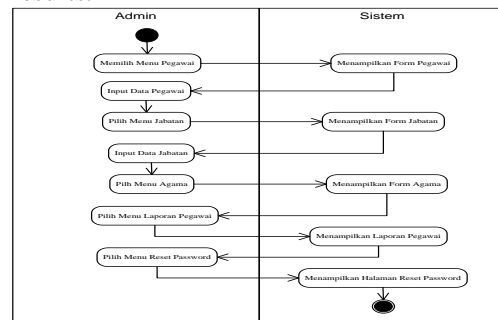 Admin
Sistem
Memilih Menu Pegawai
Menampilkan Form Pegawai
Input Data Pegawai
Pilih Menu Jabatan
Menampilkan Form Jabatan
Input Data Jabatan
Pilh Menu Agama
Menampilkan Form Agama
Pilih Menu Laporan Pegawai
Menampilkan Laporan Pegawai
Pilih Menu Reset Password
Menampilkan Halaman Reset Password